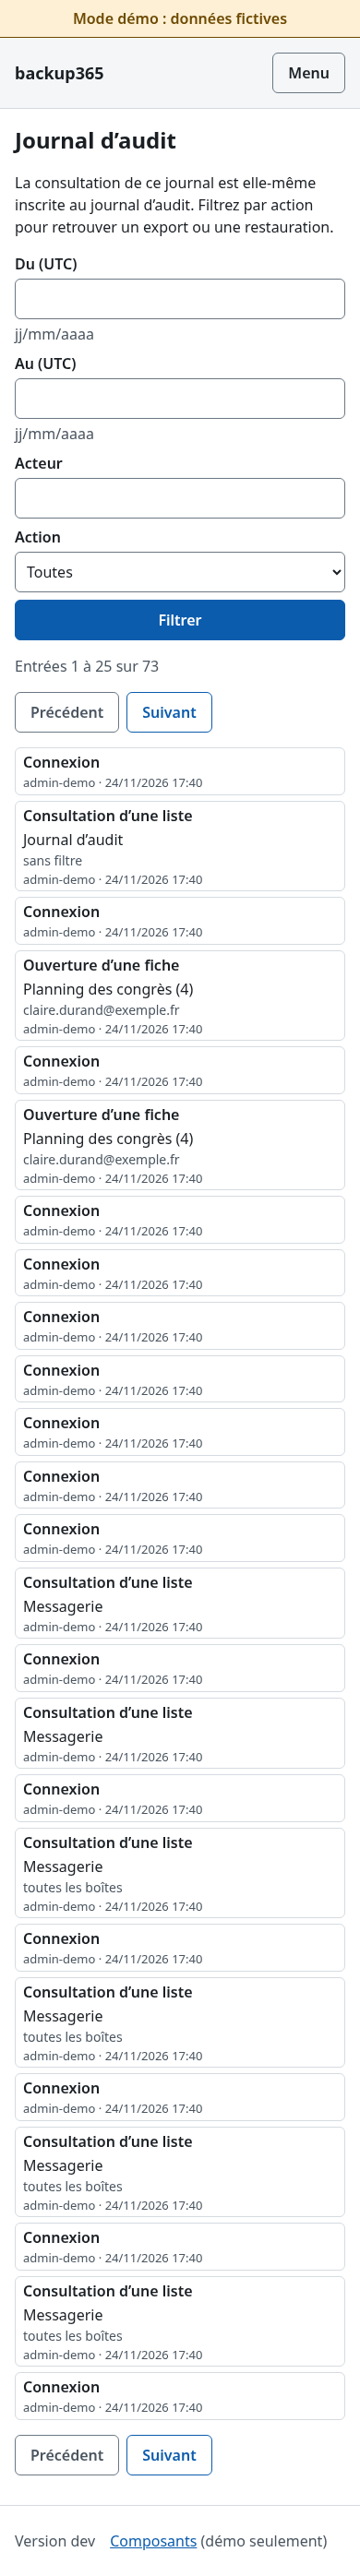 Mode démo : données fictives
backup365
Menu
Journal d’audit
La consultation de ce journal est elle-même
inscrite au journal d’audit. Filtrez par action
pour retrouver un export ou une restauration.
Du (UTC)
jj/mm/aaaa
Au (UTC)
jj/mm/aaaa
Acteur
Action
Toutes
Filtrer
Entrées 1 à 25 sur 73
Précédent
Suivant
Connexion
admin-demo · 24/11/2026 17:40
Consultation d’une liste
Journal d’audit
sans filtre
admin-demo · 24/11/2026 17:40
Connexion
admin-demo · 24/11/2026 17:40
Ouverture d’une fiche
Planning des congrès (4)
claire.durand@exemple.fr
admin-demo · 24/11/2026 17:40
Connexion
admin-demo · 24/11/2026 17:40
Ouverture d’une fiche
Planning des congrès (4)
claire.durand@exemple.fr
admin-demo · 24/11/2026 17:40
Connexion
admin-demo · 24/11/2026 17:40
Connexion
admin-demo · 24/11/2026 17:40
Connexion
admin-demo · 24/11/2026 17:40
Connexion
admin-demo · 24/11/2026 17:40
Connexion
admin-demo · 24/11/2026 17:40
Connexion
admin-demo · 24/11/2026 17:40
Connexion
admin-demo · 24/11/2026 17:40
Consultation d’une liste
Messagerie
admin-demo · 24/11/2026 17:40
Connexion
admin-demo · 24/11/2026 17:40
Consultation d’une liste
Messagerie
admin-demo · 24/11/2026 17:40
Connexion
admin-demo · 24/11/2026 17:40
Consultation d’une liste
Messagerie
toutes les boîtes
admin-demo · 24/11/2026 17:40
Connexion
admin-demo · 24/11/2026 17:40
Consultation d’une liste
Messagerie
toutes les boîtes
admin-demo · 24/11/2026 17:40
Connexion
admin-demo · 24/11/2026 17:40
Consultation d’une liste
Messagerie
toutes les boîtes
admin-demo · 24/11/2026 17:40
Connexion
admin-demo · 24/11/2026 17:40
Consultation d’une liste
Messagerie
toutes les boîtes
admin-demo · 24/11/2026 17:40
Connexion
admin-demo · 24/11/2026 17:40
Précédent
Suivant
Version dev Composants (démo seulement)